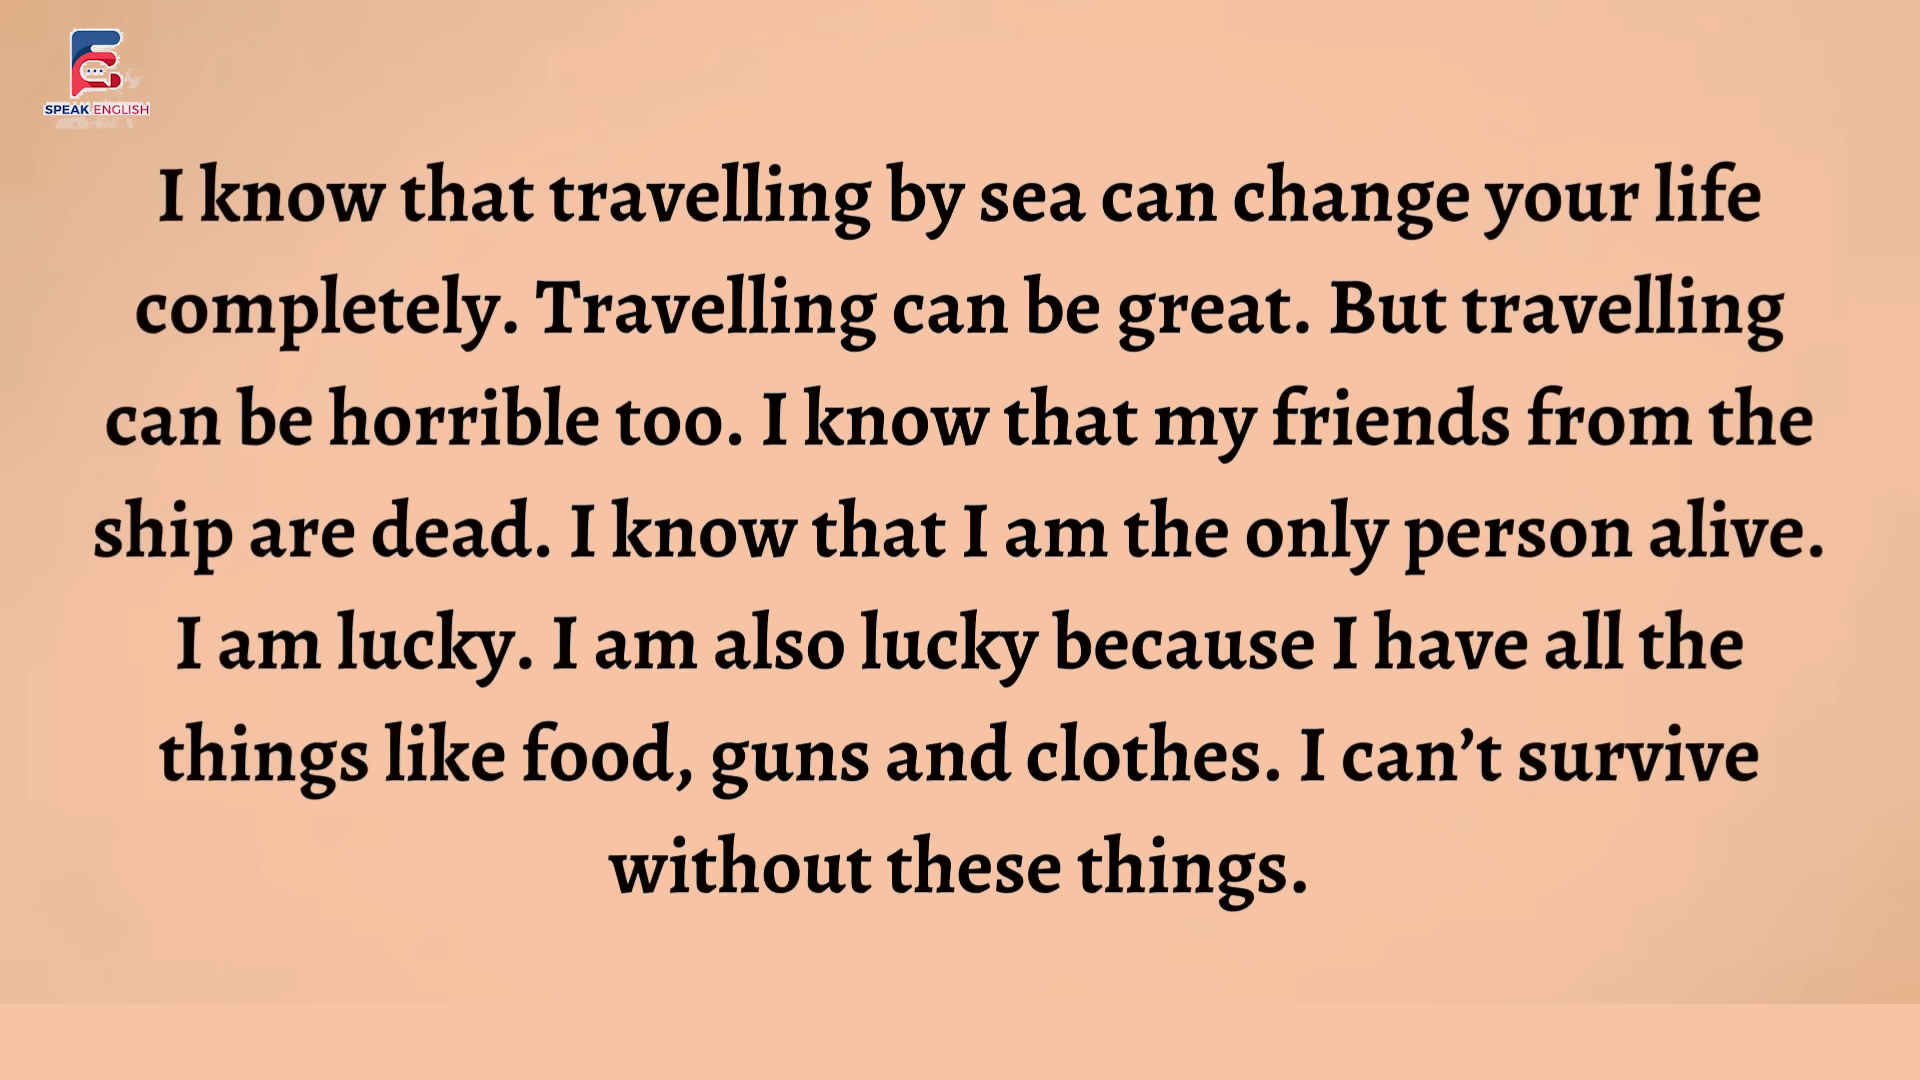 SPEAK ENGLISH
I know that travelling by sea can change your life
completely. Travelling can be great. But travelling
can be horrible too. I know that my friends from the
ship are dead. I know that I am the only person alive.
I am lucky. I am also lucky because I have all the
things like food, guns and clothes. I can’t survive
without these things.